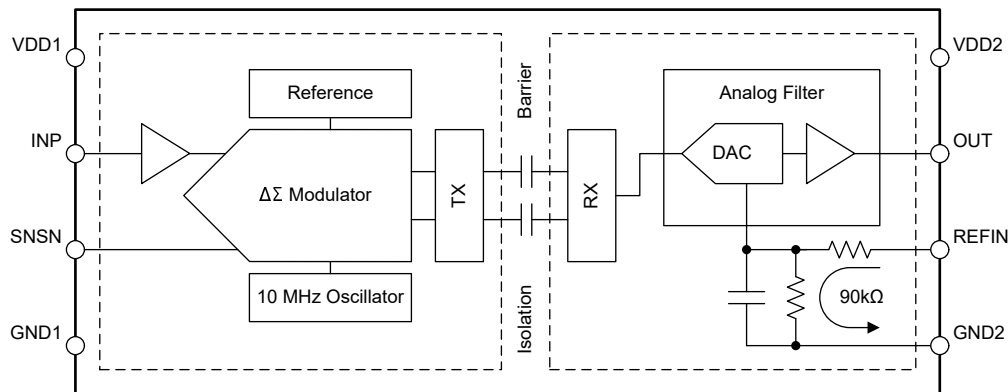 VDD1
VDD2
Reference
Barrier
Analog Filter
INP
DAC
OUT
ΔΣ Modulator
TX
RX
SNSN
REFIN
10 MHz Oscillator
Isolation
90kΩ
GND1
GND2